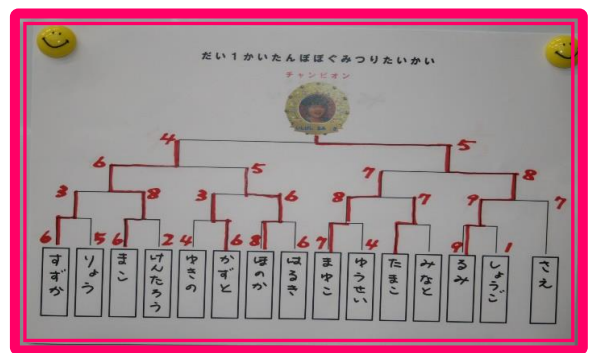 だい１かいたんぽぽぐみつりたいかい
チャンピオン
4 5
6 5 7 8
3 8 3 6 8 7 9 7
6 5 6 2 4 6 8 6 7 4 9 1
すずか りょう まこ けんたろう ゆきの かずと ほのか はるき まゆこ ゆうせい たまこ みなと るみ しょうご さえ